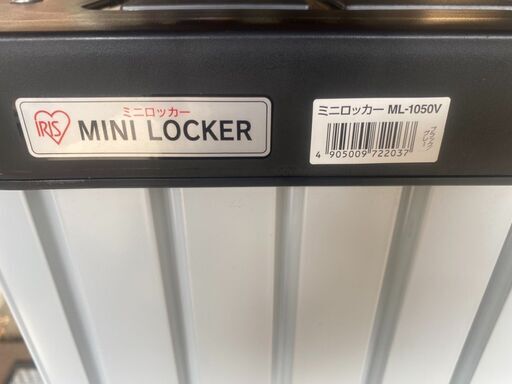 IRIS
ミニロッカー
MINI LOCKER
ミニロッカー ML-1050V
4 905009 722037
ブラック/
グレー